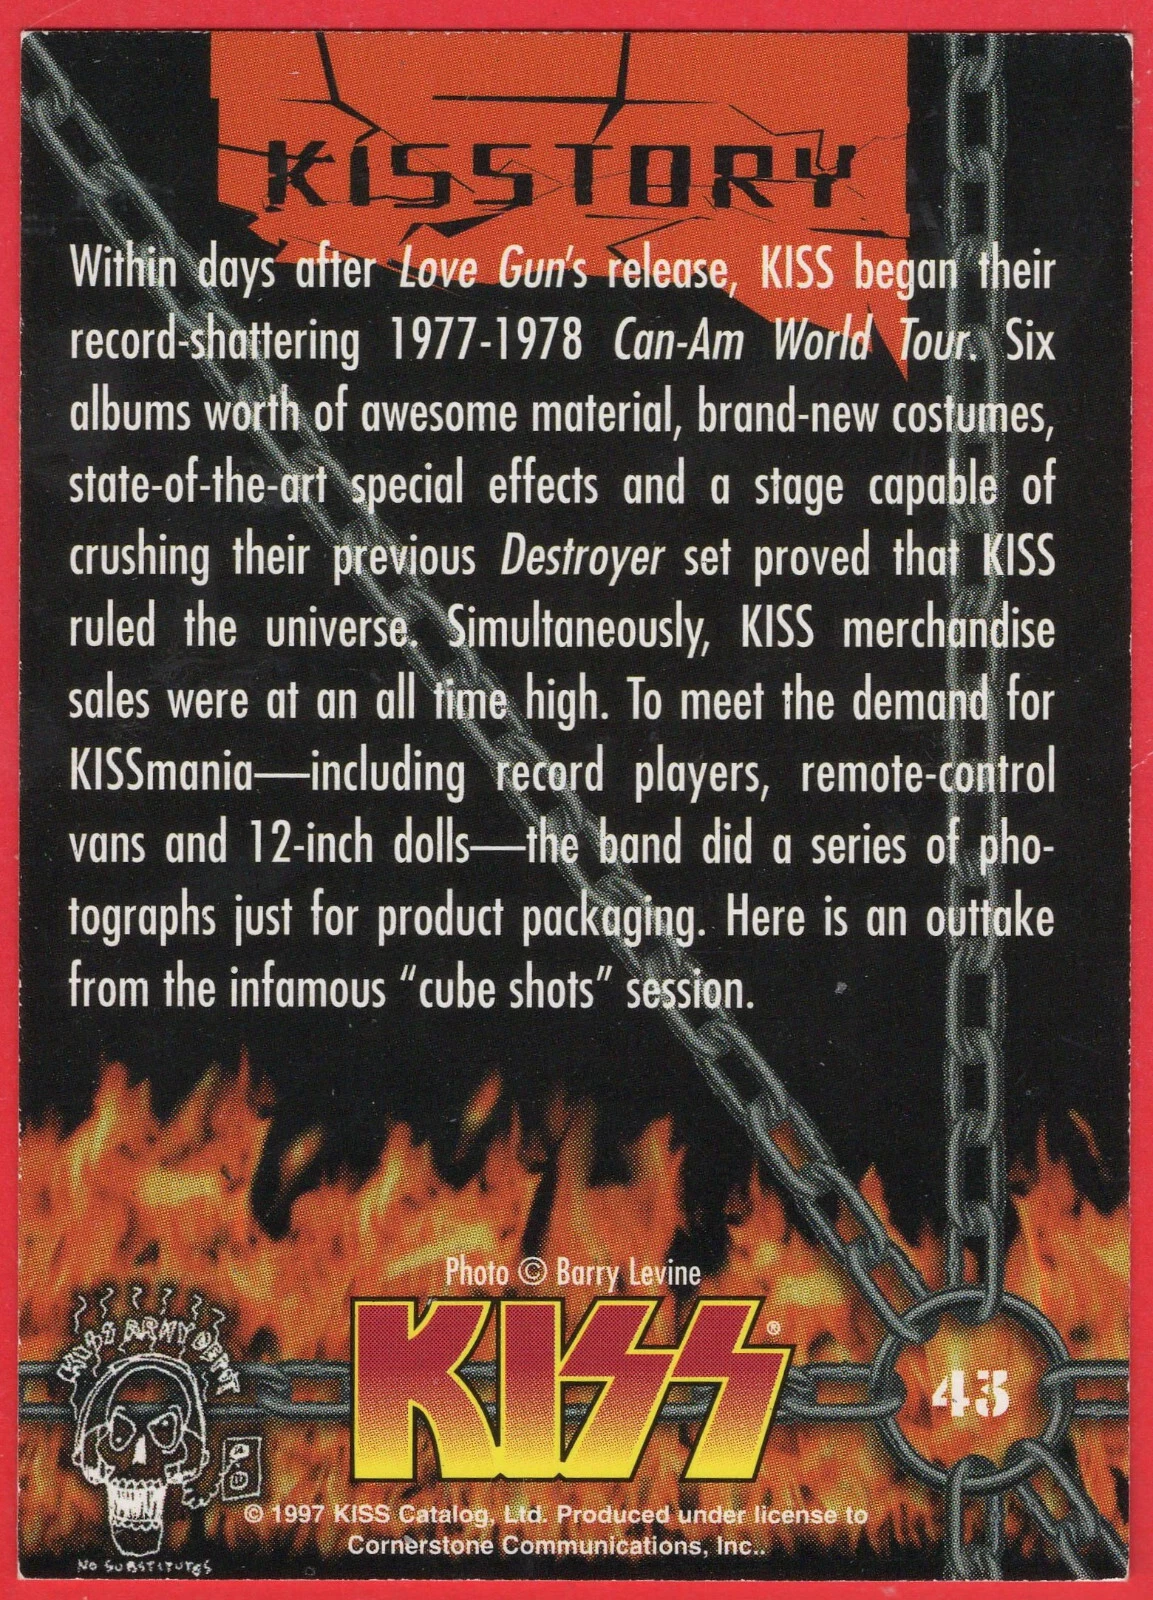 KISSTORY
Within days after Love Gun's release, KISS began their
record-shattering 1977-1978 Can-Am World Tour. Six
albums worth of awesome material, brand-new costumes,
state-of-the-art special effects and a stage capable of
crushing their previous Destroyer set proved that KISS
ruled the universe. Simultaneously, KISS merchandise
sales were at an all time high. To meet the demand for
KISSmania—including record players, remote-control
vans and 12-inch dolls—the band did a series of pho-
tographs just for product packaging. Here is an outtake
from the infamous “cube shots” session.
Photo © Barry Levine
KISS ARMY DEPT
KISS®
43
NO SUBSTITUTES
© 1997 KISS Catalog, Ltd. Produced under license to
Cornerstone Communications, Inc..